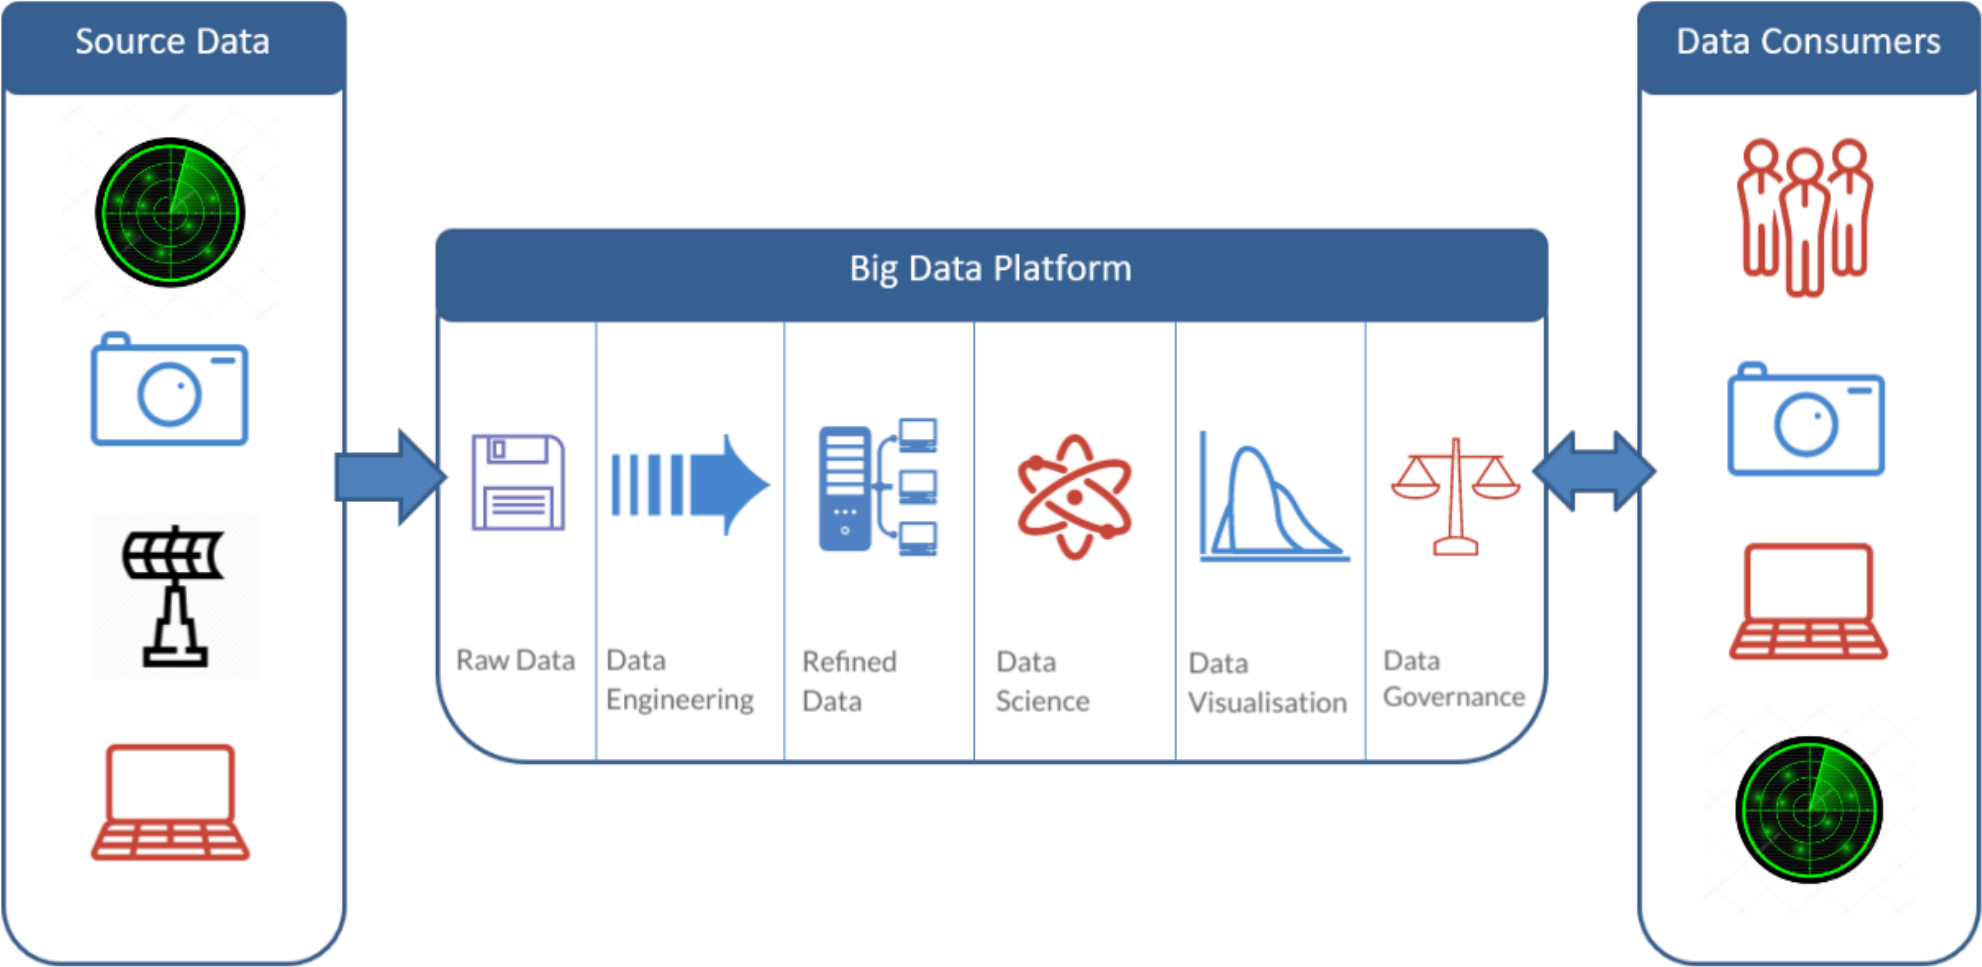 Source Data
Data Consumers
Big Data Platform
Raw Data
Data
Engineering
Refined
Data
Data
Science
Data
Visualisation
Data
Governance